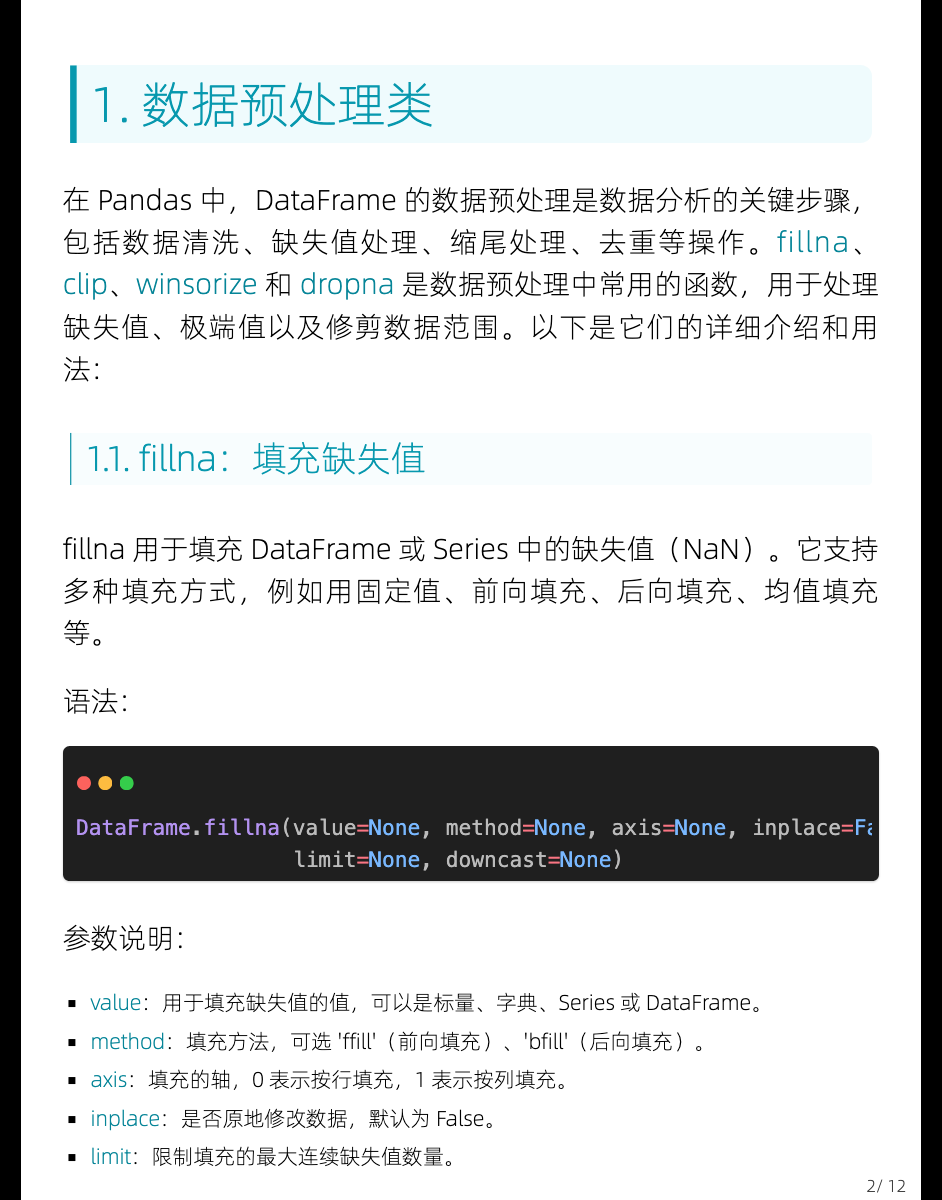 1. 数据预处理类
在 Pandas 中，DataFrame 的数据预处理是数据分析的关键步骤，
包括数据清洗、缺失值处理、缩尾处理、去重等操作。fillna、
clip、winsorize 和 dropna 是数据预处理中常用的函数，用于处理
缺失值、极端值以及修剪数据范围。以下是它们的详细介绍和用
法：
1.1. fillna：填充缺失值
fillna 用于填充 DataFrame 或 Series 中的缺失值（NaN）。它支持
多种填充方式，例如用固定值、前向填充、后向填充、均值填充
等。
语法：
DataFrame.fillna(value=None, method=None, axis=None, inplace=Fa
limit=None, downcast=None)
参数说明：
▪ value：用于填充缺失值的值，可以是标量、字典、Series 或 DataFrame。
▪ method：填充方法，可选 'ffill'（前向填充）、'bfill'（后向填充）。
▪ axis：填充的轴，0 表示按行填充，1 表示按列填充。
▪ inplace：是否原地修改数据，默认为 False。
▪ limit：限制填充的最大连续缺失值数量。
2/ 12